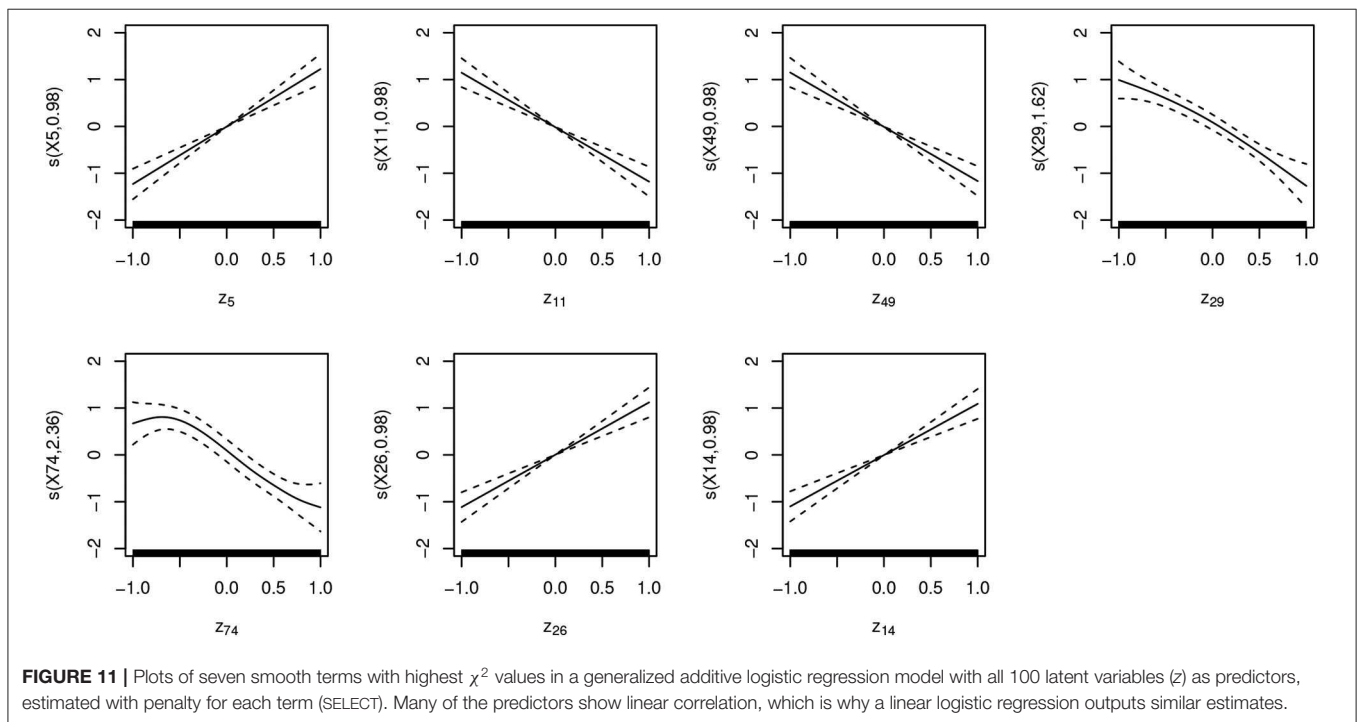 s(X5,0.98)
2
1
0
−1
−2
−1.0 0.0 0.5 1.0
z5
s(X11,0.98)
2
1
0
−1
−2
−1.0 0.0 0.5 1.0
z11
s(X49,0.98)
2
1
0
−1
−2
−1.0 0.0 0.5 1.0
z49
s(X29,1.62)
2
1
0
−1
−2
−1.0 0.0 0.5 1.0
z29
s(X74,2.36)
2
1
0
−1
−2
−1.0 0.0 0.5 1.0
z74
s(X26,0.98)
2
1
0
−1
−2
−1.0 0.0 0.5 1.0
z26
s(X14,0.98)
2
1
0
−1
−2
−1.0 0.0 0.5 1.0
z14
FIGURE 11 | Plots of seven smooth terms with highest χ² values in a generalized additive logistic regression model with all 100 latent variables (z) as predictors,
estimated with penalty for each term (SELECT). Many of the predictors show linear correlation, which is why a linear logistic regression outputs similar estimates.